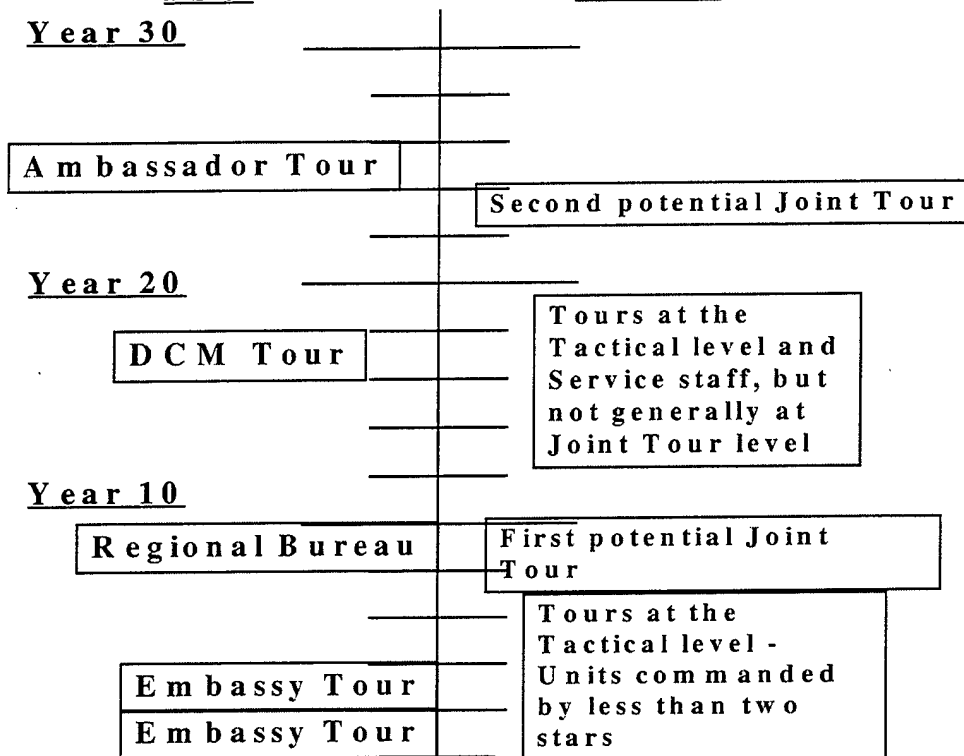 Year 30
Ambassador Tour
Second potential Joint Tour
Year 20
DCM Tour
Tours at the
Tactical level and
Service staff, but
not generally at
Joint Tour level
Year 10
Regional Bureau
First potential Joint
Tour
Tours at the
Tactical level -
Units commanded
by less than two
stars
Embassy Tour
Embassy Tour